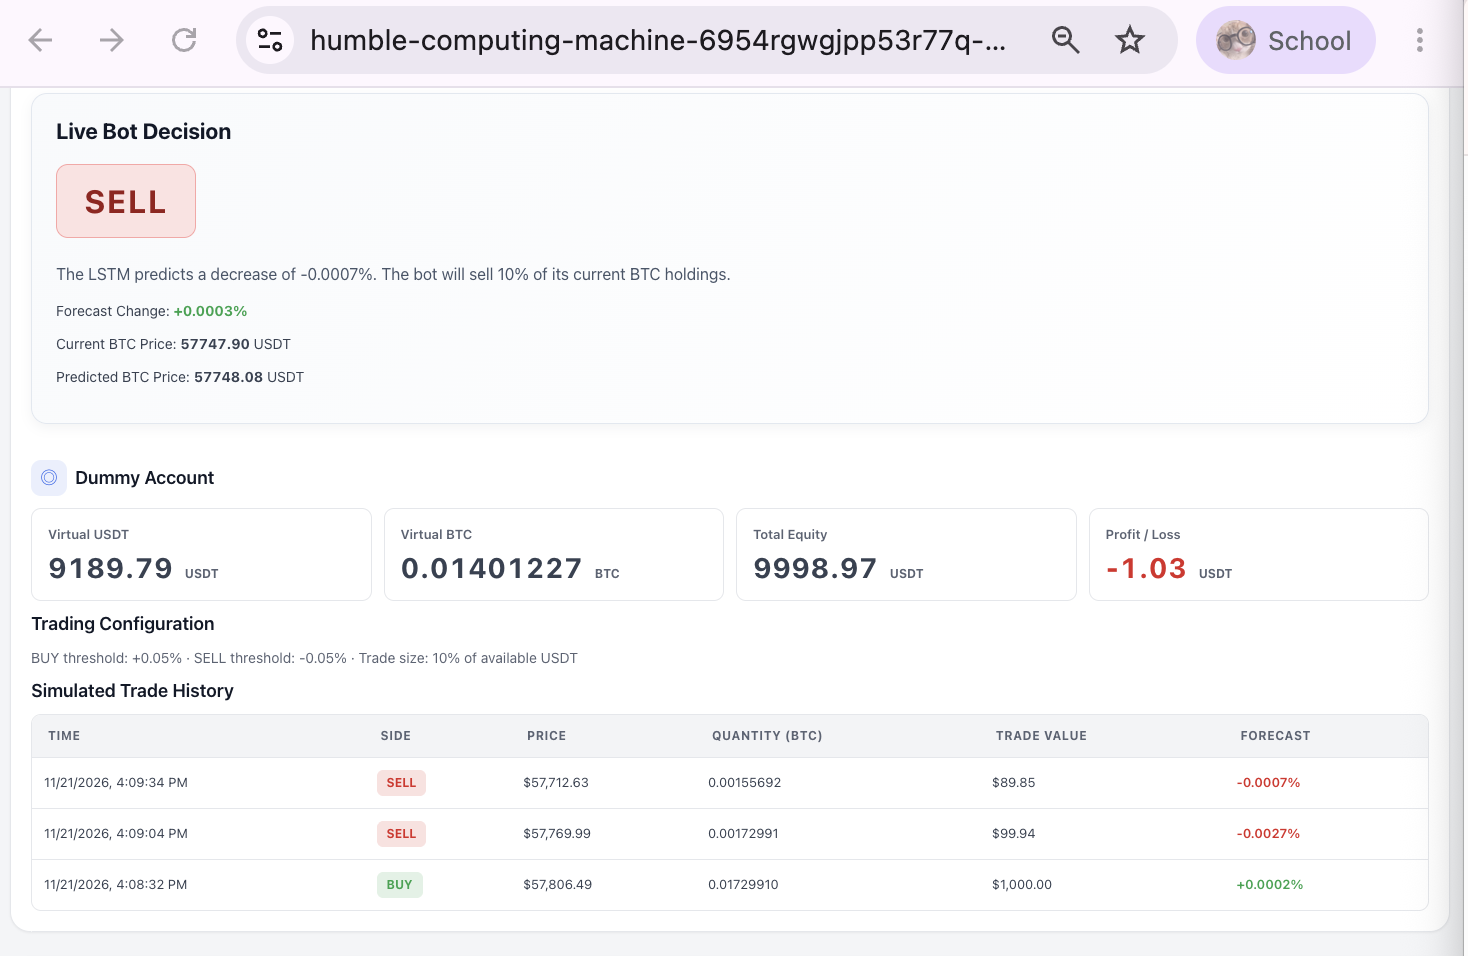 humble-computing-machine-6954rgwgjpp53r77q-...
School
Live Bot Decision
SELL
The LSTM predicts a decrease of -0.0007%. The bot will sell 10% of its current BTC holdings.
Forecast Change: +0.0003%
Current BTC Price: 57747.90 USDT
Predicted BTC Price: 57748.08 USDT
Dummy Account
Virtual USDT
9189.79 USDT
Virtual BTC
0.01401227 BTC
Total Equity
9998.97 USDT
Profit / Loss
-1.03 USDT
Trading Configuration
BUY threshold: +0.05% · SELL threshold: -0.05% · Trade size: 10% of available USDT
Simulated Trade History
TIME SIDE PRICE QUANTITY (BTC) TRADE VALUE FORECAST
11/21/2026, 4:09:34 PM SELL $57,712.63 0.00155692 $89.85 -0.0007%
11/21/2026, 4:09:04 PM SELL $57,769.99 0.00172991 $99.94 -0.0027%
11/21/2026, 4:08:32 PM BUY $57,806.49 0.01729910 $1,000.00 +0.0002%